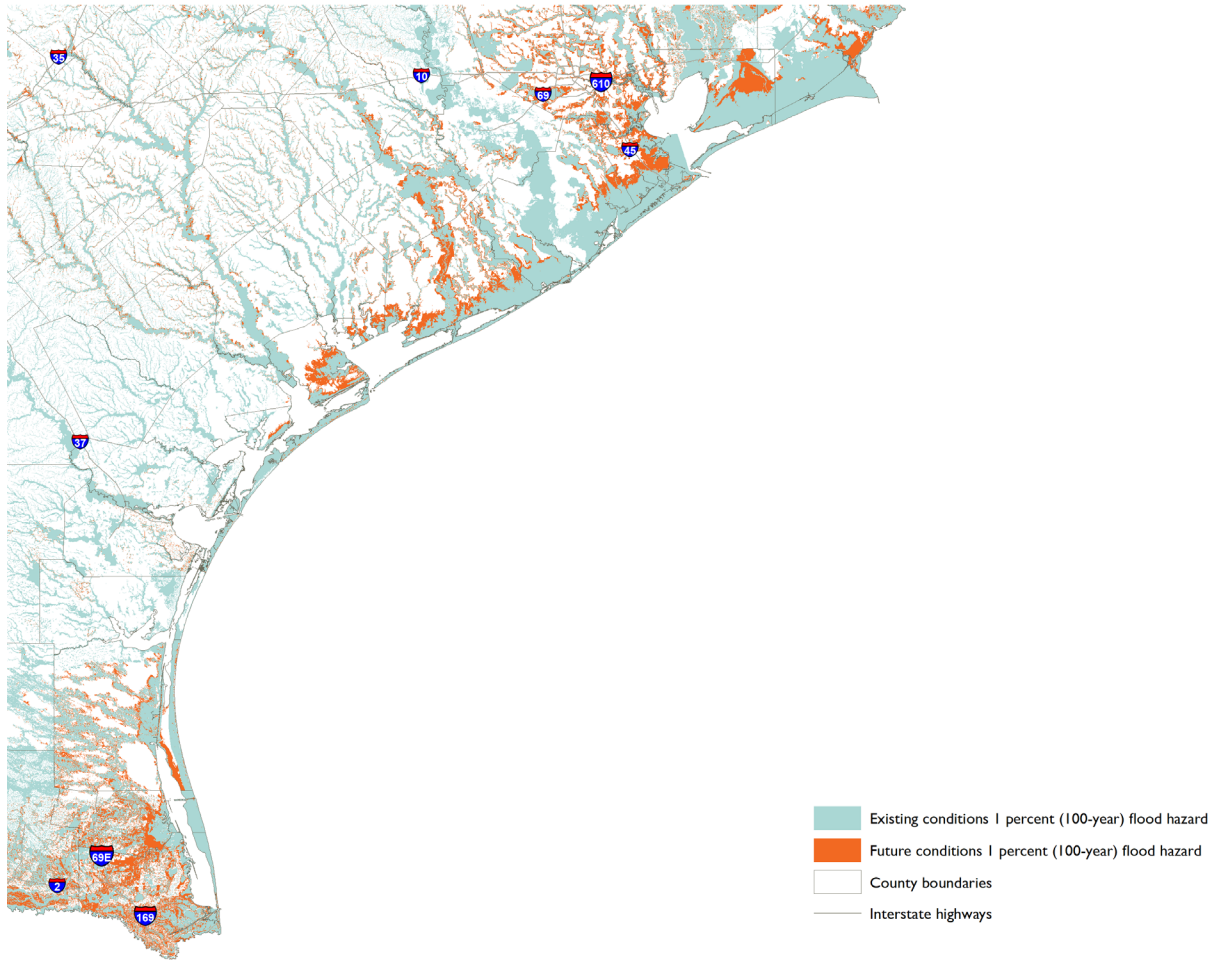 35
10
69
610
45
37
69E
2
169
Existing conditions 1 percent (100-year) flood hazard
Future conditions 1 percent (100-year) flood hazard
County boundaries
Interstate highways